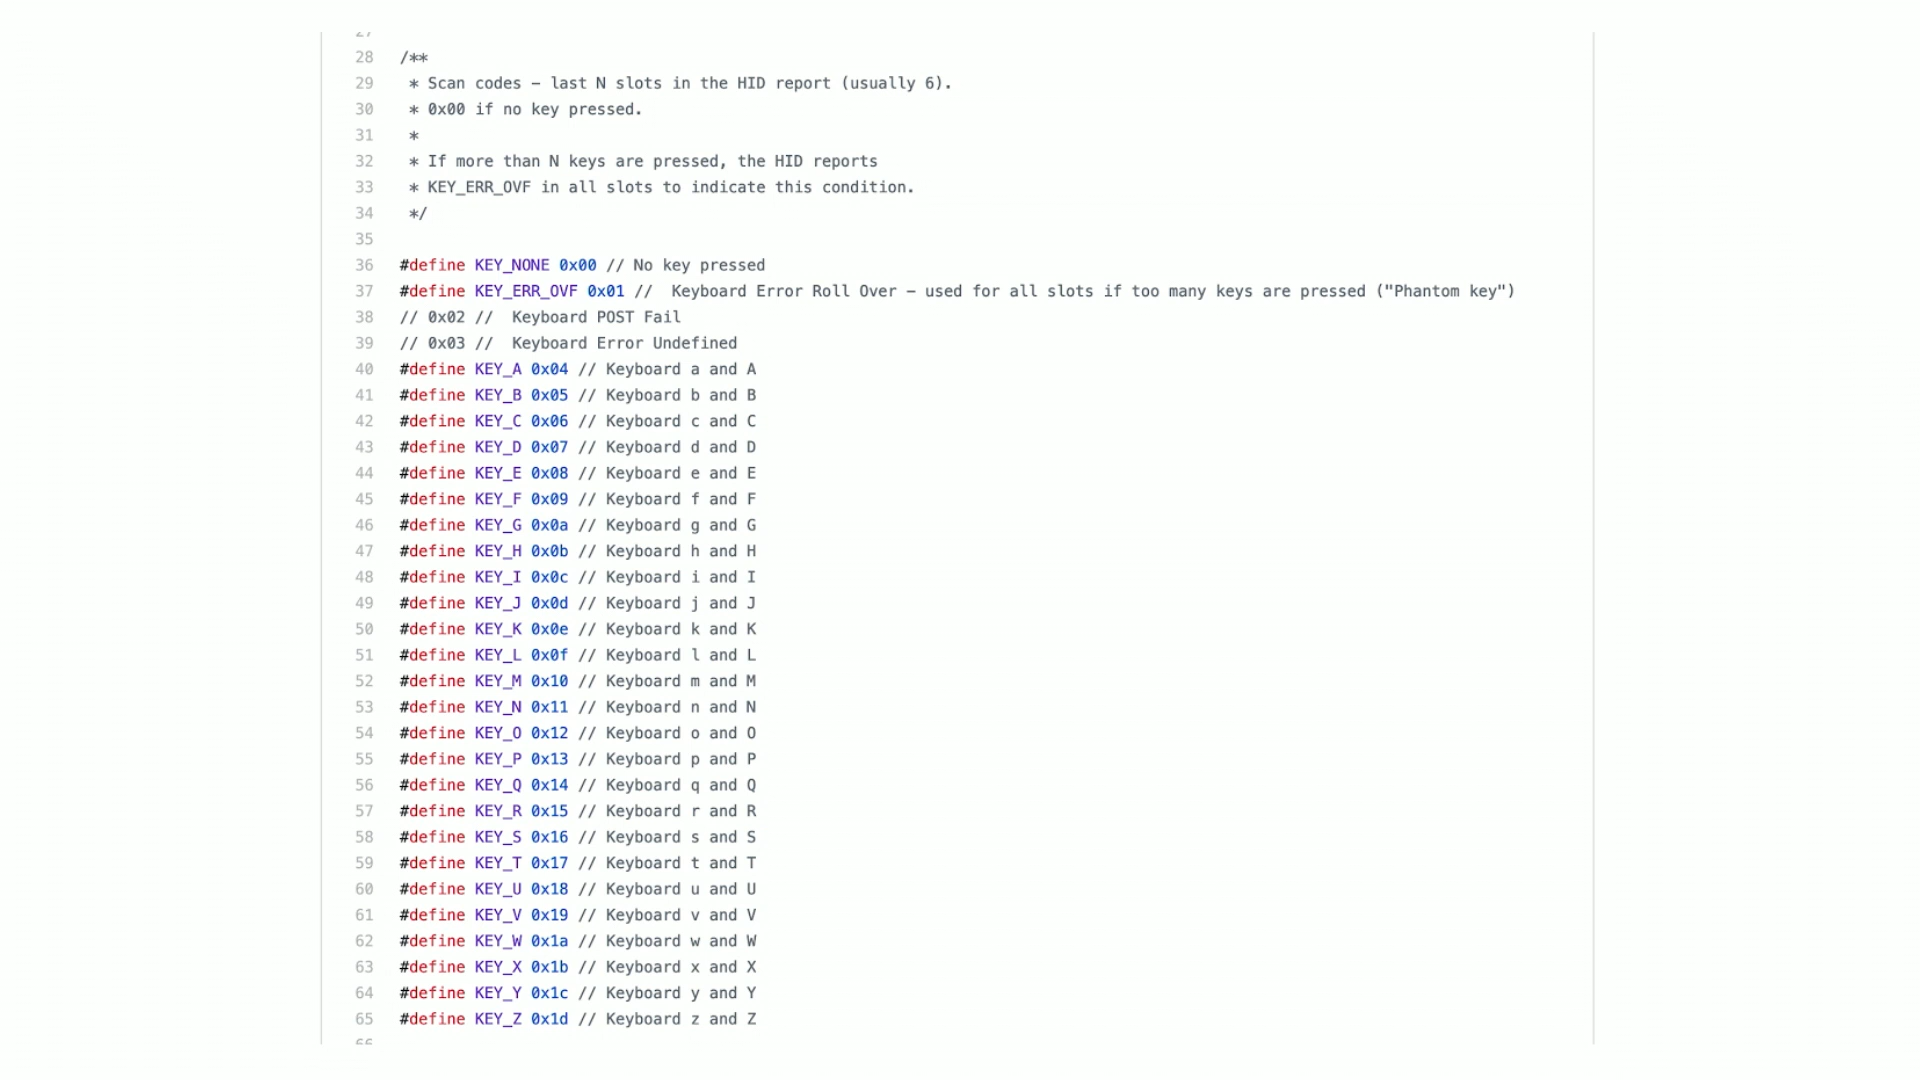 28 /**
29 * Scan codes - last N slots in the HID report (usually 6).
30 * 0x00 if no key pressed.
31 *
32 * If more than N keys are pressed, the HID reports
33 * KEY_ERR_OVF in all slots to indicate this condition.
34 */
35
36 #define KEY_NONE 0x00 // No key pressed
37 #define KEY_ERR_OVF 0x01 //  Keyboard Error Roll Over - used for all slots if too many keys are pressed ("Phantom key")
38 // 0x02 //  Keyboard POST Fail
39 // 0x03 //  Keyboard Error Undefined
40 #define KEY_A 0x04 // Keyboard a and A
41 #define KEY_B 0x05 // Keyboard b and B
42 #define KEY_C 0x06 // Keyboard c and C
43 #define KEY_D 0x07 // Keyboard d and D
44 #define KEY_E 0x08 // Keyboard e and E
45 #define KEY_F 0x09 // Keyboard f and F
46 #define KEY_G 0x0a // Keyboard g and G
47 #define KEY_H 0x0b // Keyboard h and H
48 #define KEY_I 0x0c // Keyboard i and I
49 #define KEY_J 0x0d // Keyboard j and J
50 #define KEY_K 0x0e // Keyboard k and K
51 #define KEY_L 0x0f // Keyboard l and L
52 #define KEY_M 0x10 // Keyboard m and M
53 #define KEY_N 0x11 // Keyboard n and N
54 #define KEY_O 0x12 // Keyboard o and O
55 #define KEY_P 0x13 // Keyboard p and P
56 #define KEY_Q 0x14 // Keyboard q and Q
57 #define KEY_R 0x15 // Keyboard r and R
58 #define KEY_S 0x16 // Keyboard s and S
59 #define KEY_T 0x17 // Keyboard t and T
60 #define KEY_U 0x18 // Keyboard u and U
61 #define KEY_V 0x19 // Keyboard v and V
62 #define KEY_W 0x1a // Keyboard w and W
63 #define KEY_X 0x1b // Keyboard x and X
64 #define KEY_Y 0x1c // Keyboard y and Y
65 #define KEY_Z 0x1d // Keyboard z and Z